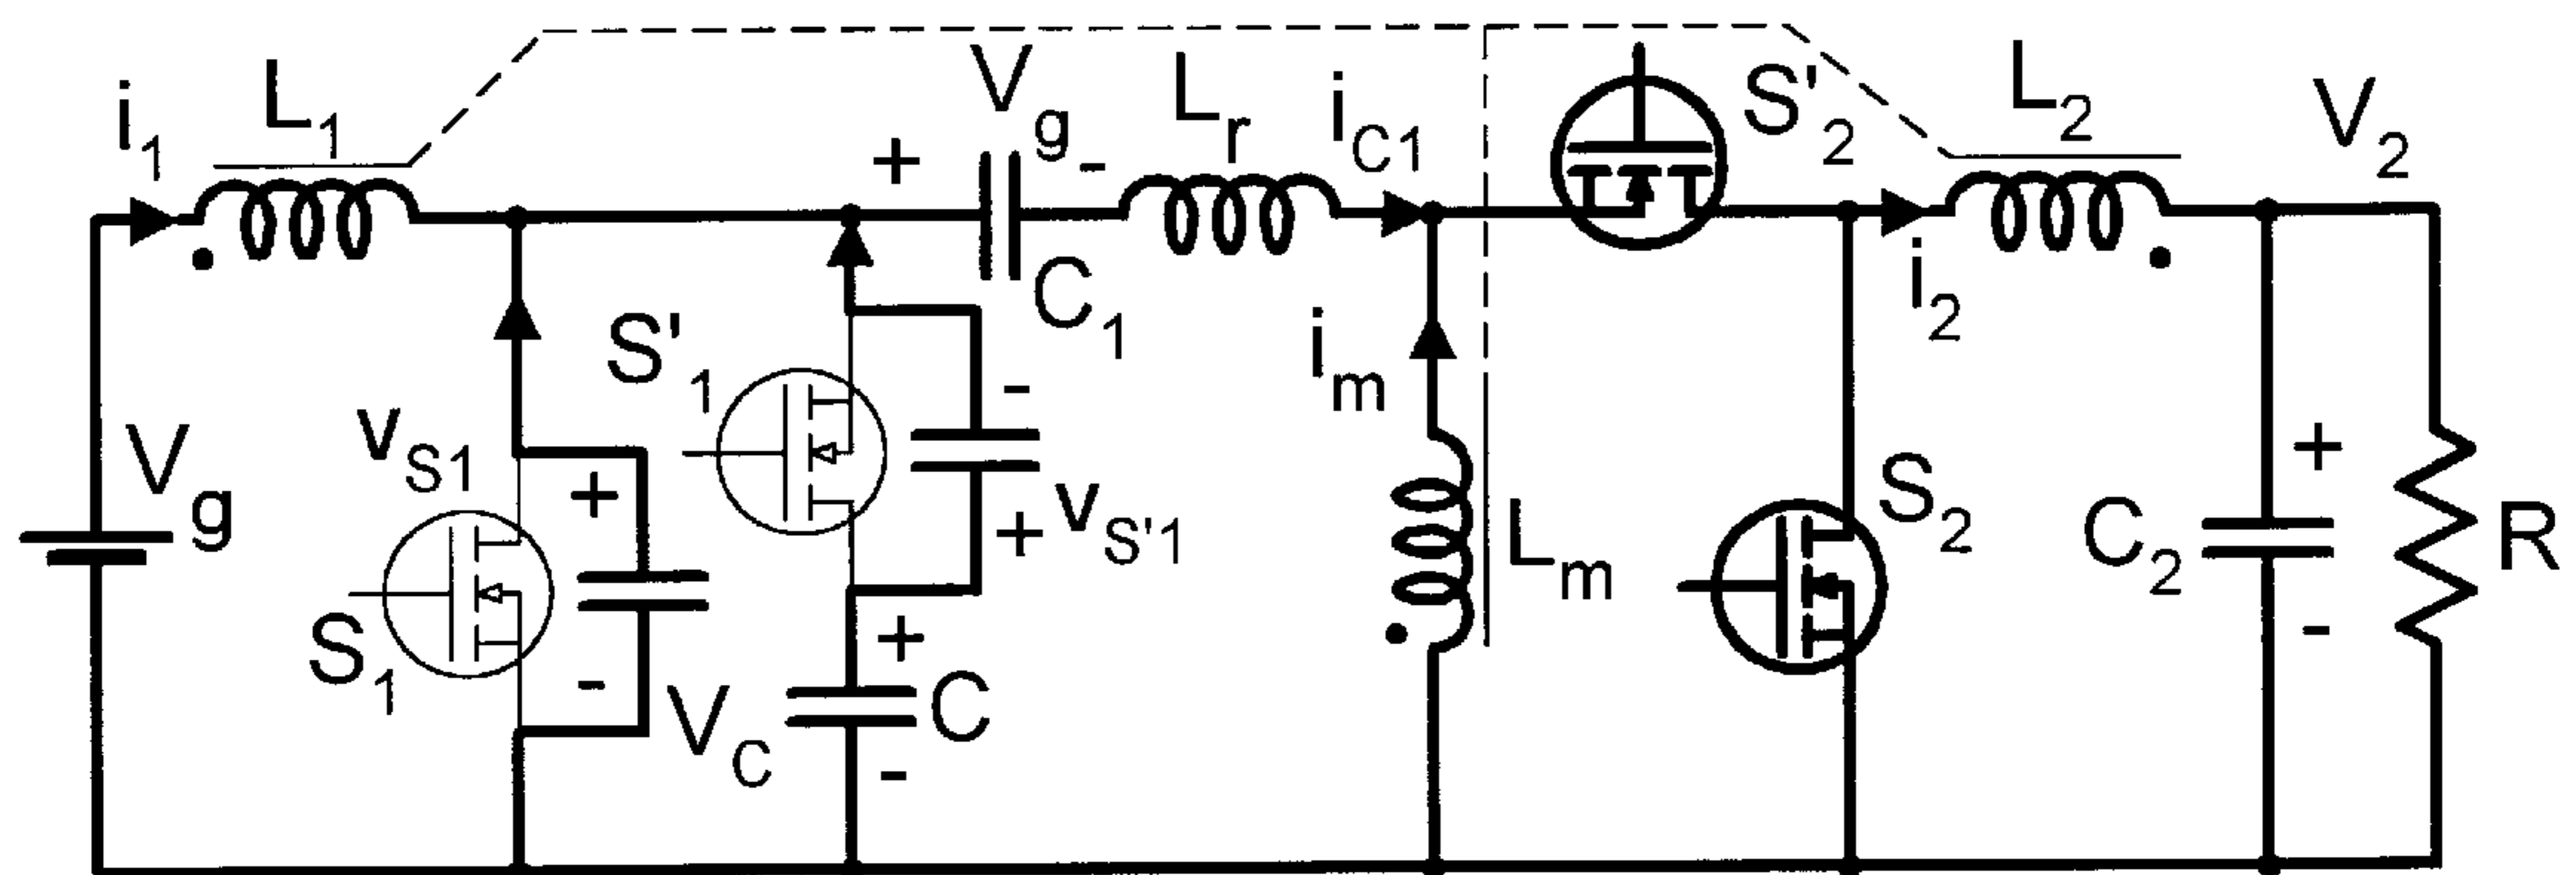 i1
L1
Vg
+
-
C1
Lr
iC1
S'2
L2
i2
V2
Vg
vS1
+
-
S1
S'1
-
+
vS'1
VC
+
-
C
im
Lm
S2
C2
+
-
R